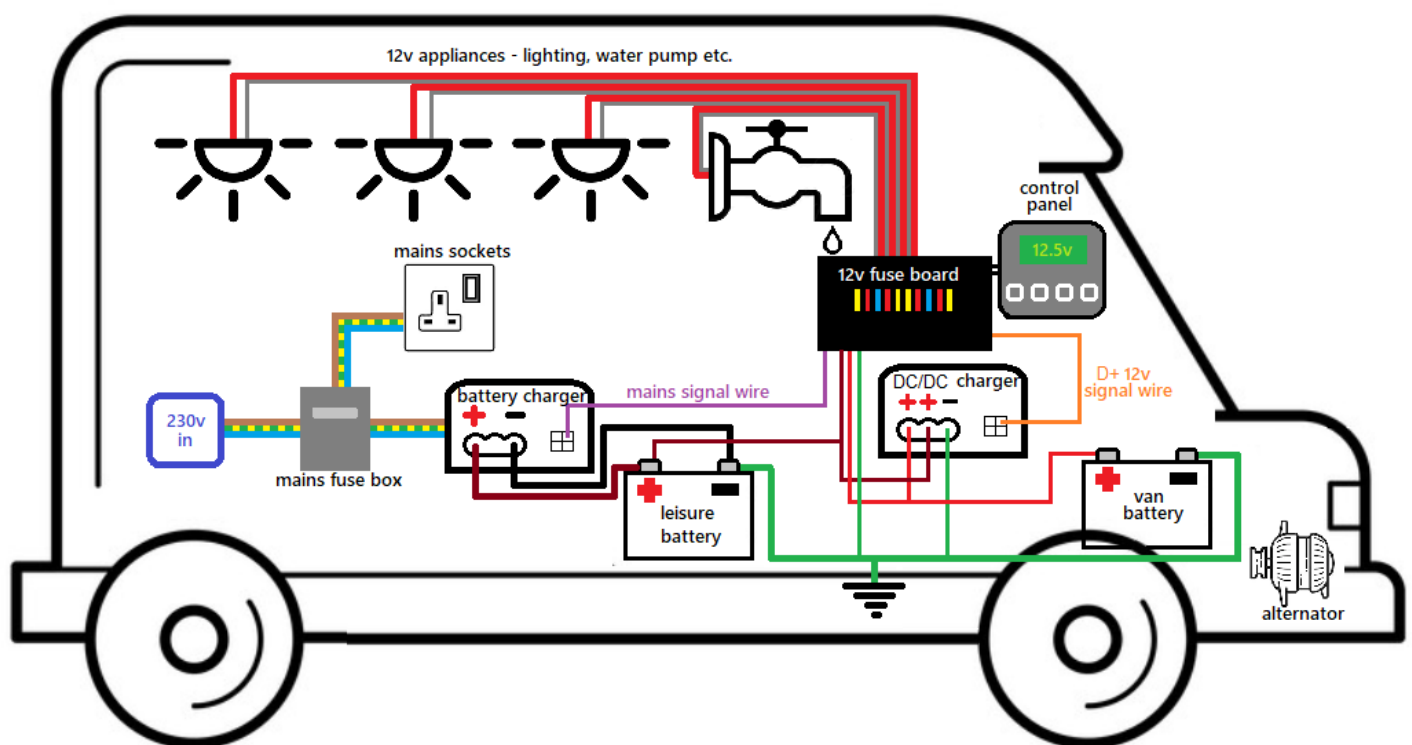 12v appliances - lighting, water pump etc.
control
panel
12.5v
mains sockets
12v fuse board
230v
in
mains fuse box
battery charger
+ -
mains signal wire
DC/DC charger
+ + -
D+ 12v
signal wire
+ -
leisure
battery
+ -
van
battery
alternator